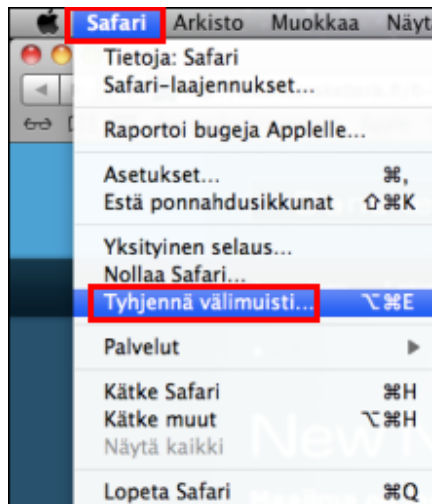 Safari Arkisto Muokkaa Näytä
Tietoja: Safari
Safari-laajennukset...
Raportoi bugeja Applelle...
Asetukset... ⌘,
Estä ponnahdusikkunat ⇧⌘K
Yksityinen selaus...
Nollaa Safari...
Tyhjennä välimuisti... ⌥⌘E
Palvelut ▶
Kätke Safari ⌘H
Kätke muut ⌥⌘H
Näytä kaikki
Lopeta Safari ⌘Q